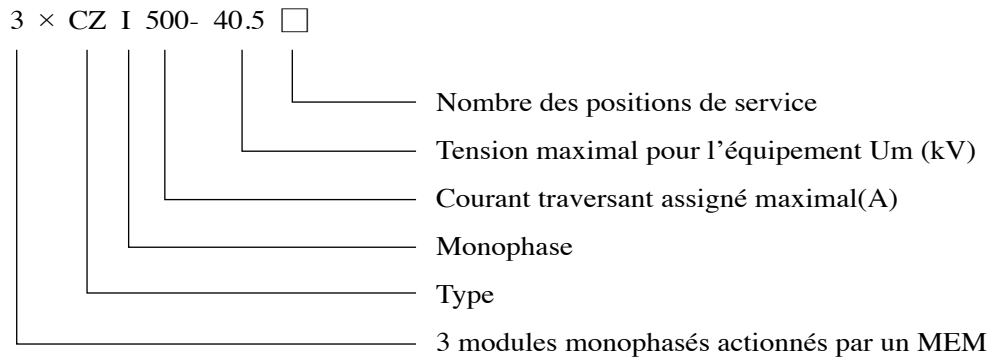 3 × CZ I 500- 40.5 □
Nombre des positions de service
Tension maximal pour l’équipement Um (kV)
Courant traversant assigné maximal(A)
Monophase
Type
3 modules monophasés actionnés par un MEM